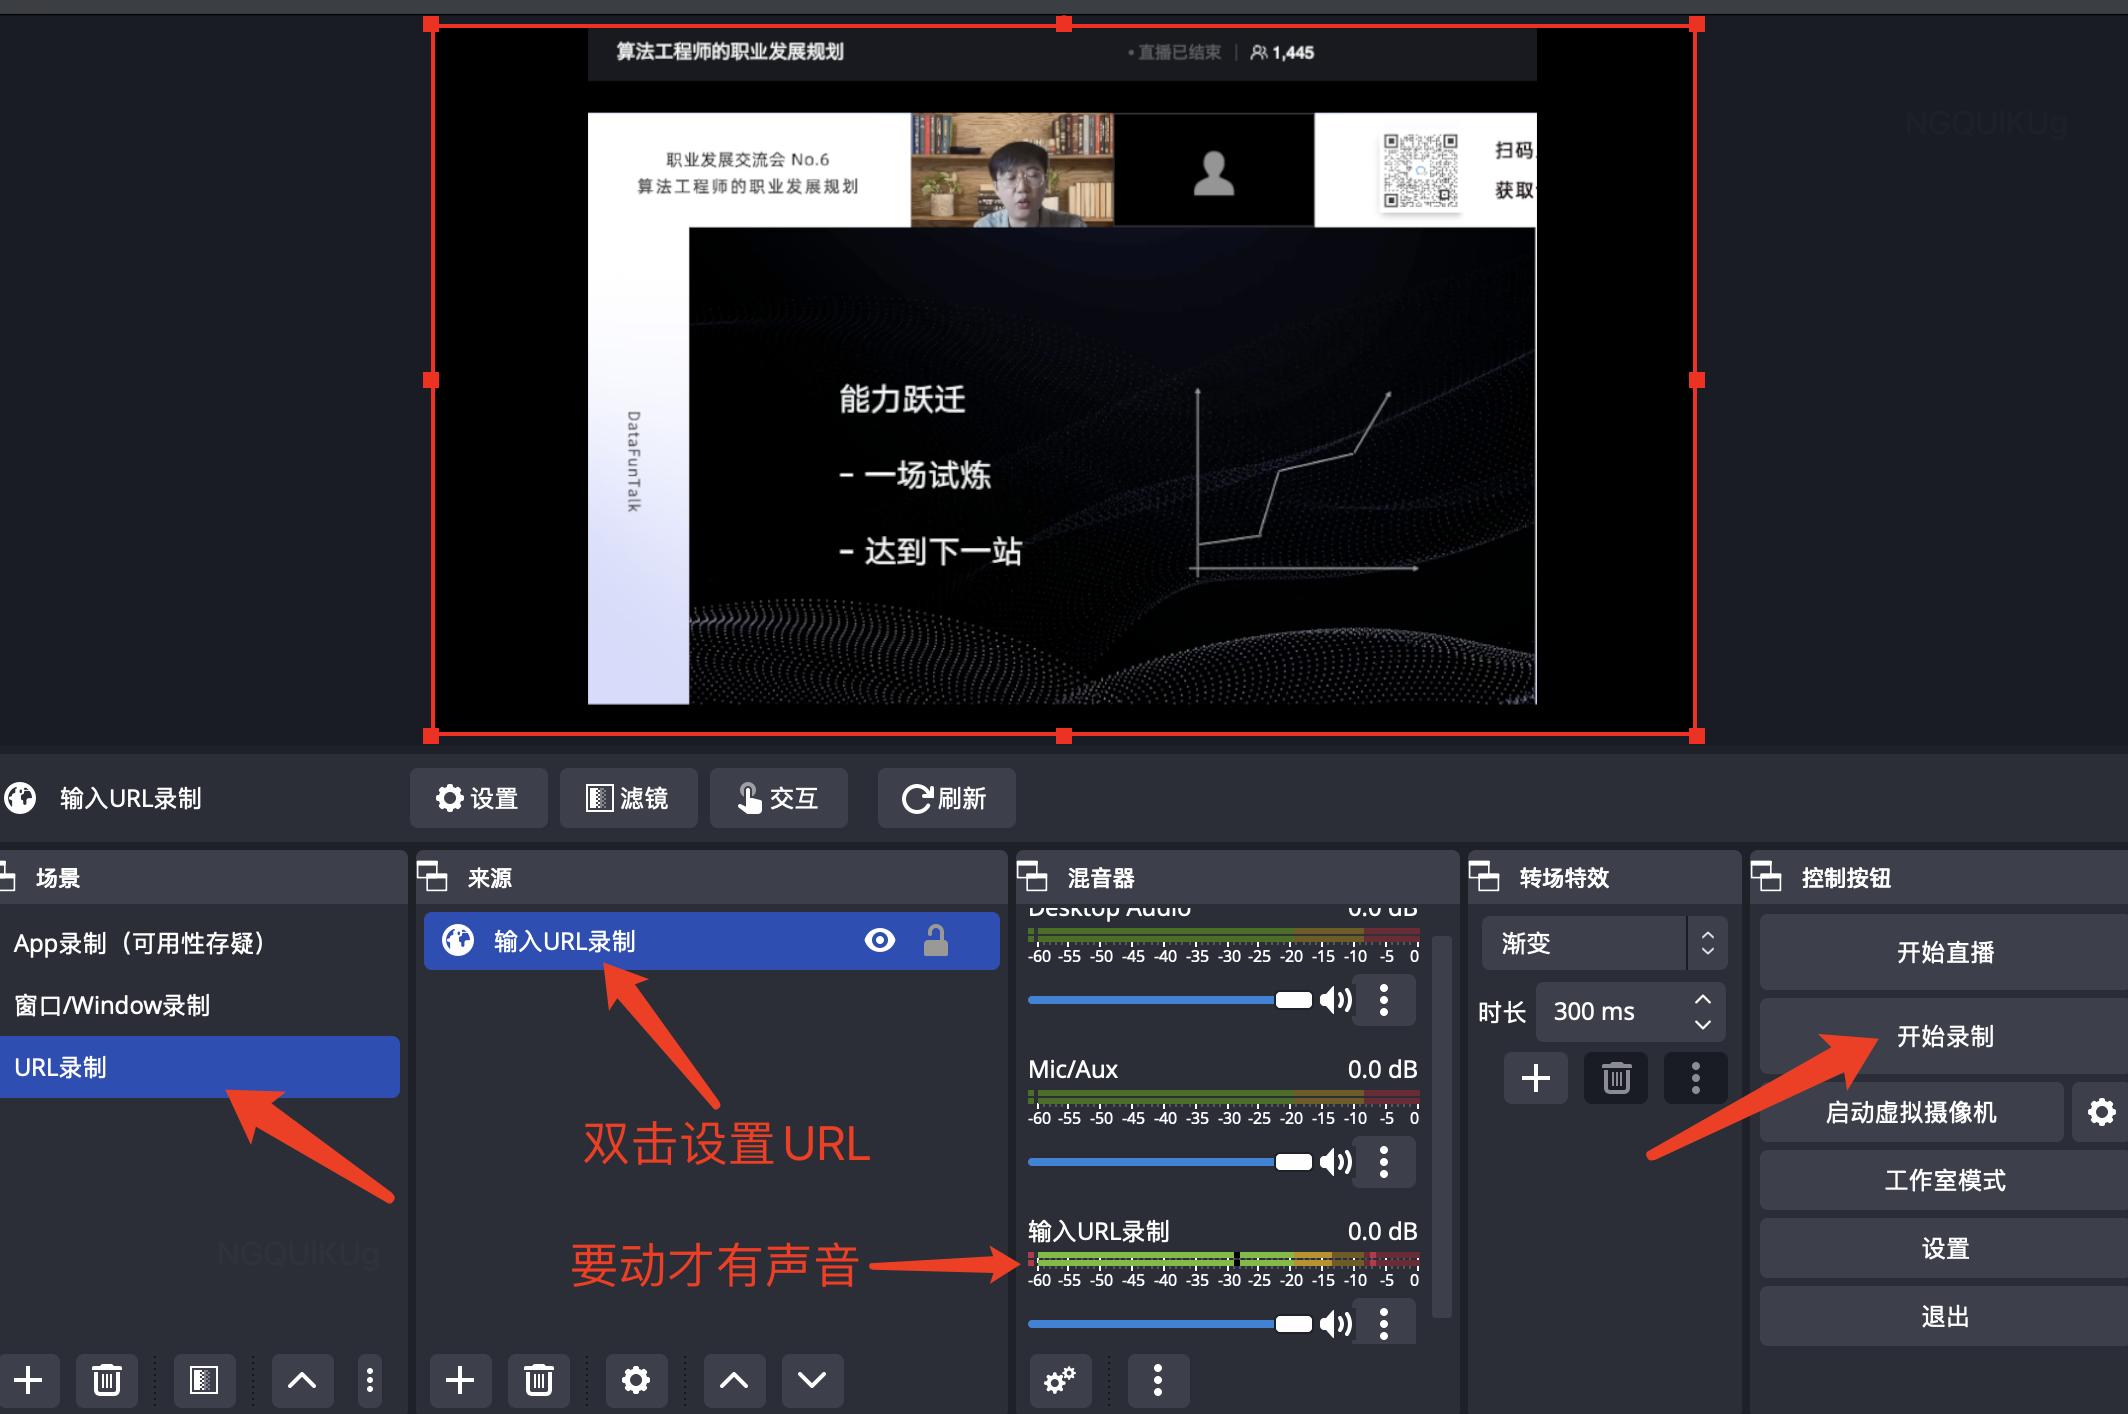 算法工程师的职业发展规划
• 直播已结束 | 1,445
NGQUIKUg
职业发展交流会 No.6
算法工程师的职业发展规划
扫码
获取
DataFunTalk
能力跃迁
- 一场试炼
- 达到下一站
输入URL录制
设置
滤镜
交互
刷新
场景
App录制（可用性存疑）
窗口/Window录制
URL录制
NGQUIKUg
来源
输入URL录制
双击设置URL
要动才有声音
混音器
Desktop Audio 0.0 dB
-60 -55 -50 -45 -40 -35 -30 -25 -20 -15 -10 -5 0
Mic/Aux 0.0 dB
-60 -55 -50 -45 -40 -35 -30 -25 -20 -15 -10 -5 0
输入URL录制 0.0 dB
-60 -55 -50 -45 -40 -35 -30 -25 -20 -15 -10 -5 0
转场特效
渐变
时长 300 ms
控制按钮
开始直播
开始录制
启动虚拟摄像机
工作室模式
设置
退出